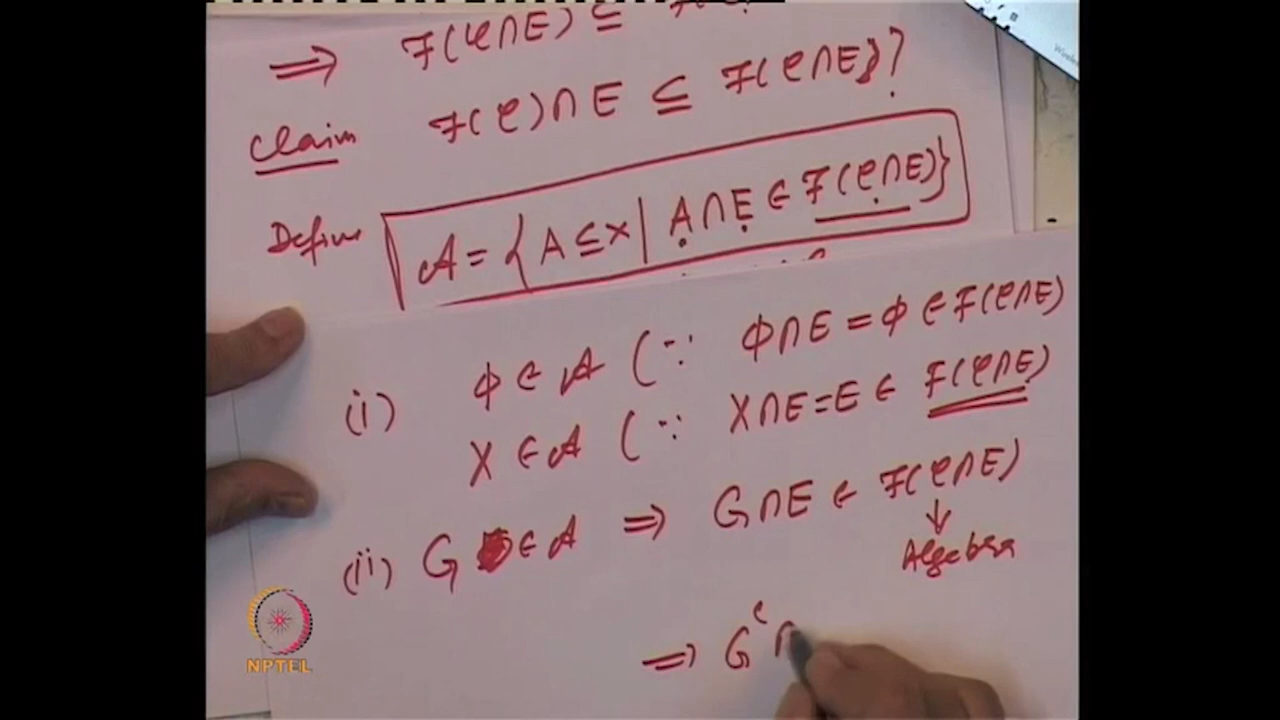 ⟹ F(C∩E) ⊆
Claim F(C)∩E ⊆ F(C∩E)?
Define A = {A ⊆ X | A∩E ∈ F(C∩E)}
(i) φ ∈ A (∵ φ∩E = φ ∈ F(C∩E)
X ∈ A (∵ X∩E = E ∈ F(C∩E)
(ii) G ∈ A ⟹ G∩E ∈ F(C∩E)
↓
Algebra
⟹ G^c ∩
NPTEL